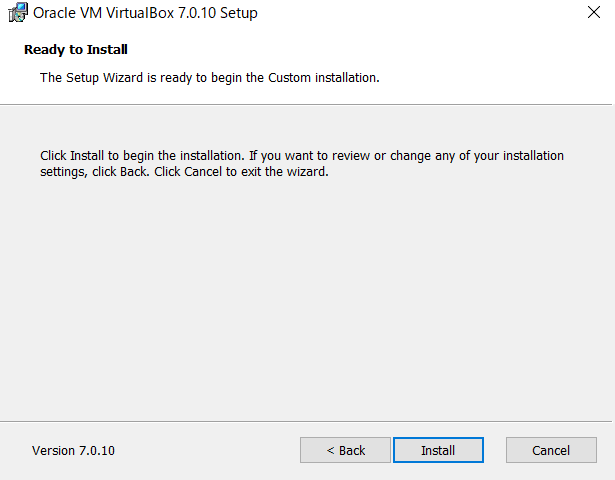 Oracle VM VirtualBox 7.0.10 Setup
Ready to Install
The Setup Wizard is ready to begin the Custom installation.
Click Install to begin the installation. If you want to review or change any of your installation
settings, click Back. Click Cancel to exit the wizard.
Version 7.0.10
< Back
Install
Cancel